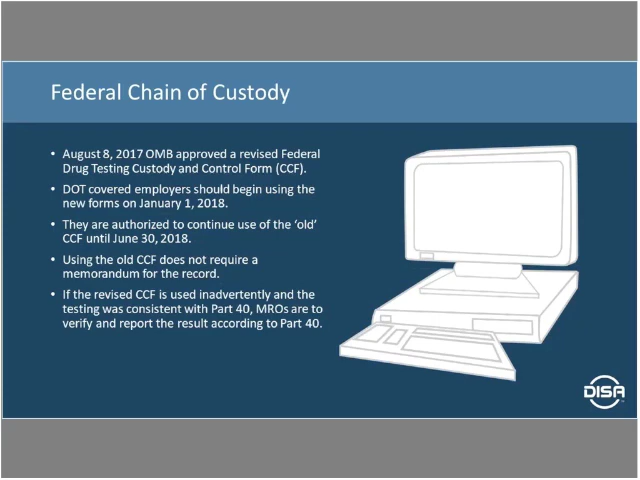 Federal Chain of Custody
• August 8, 2017 OMB approved a revised Federal
Drug Testing Custody and Control Form (CCF).
• DOT covered employers should begin using the
new forms on January 1, 2018.
• They are authorized to continue use of the ‘old’
CCF until June 30, 2018.
• Using the old CCF does not require a
memorandum for the record.
• If the revised CCF is used inadvertently and the
testing was consistent with Part 40, MROs are to
verify and report the result according to Part 40.
DISA